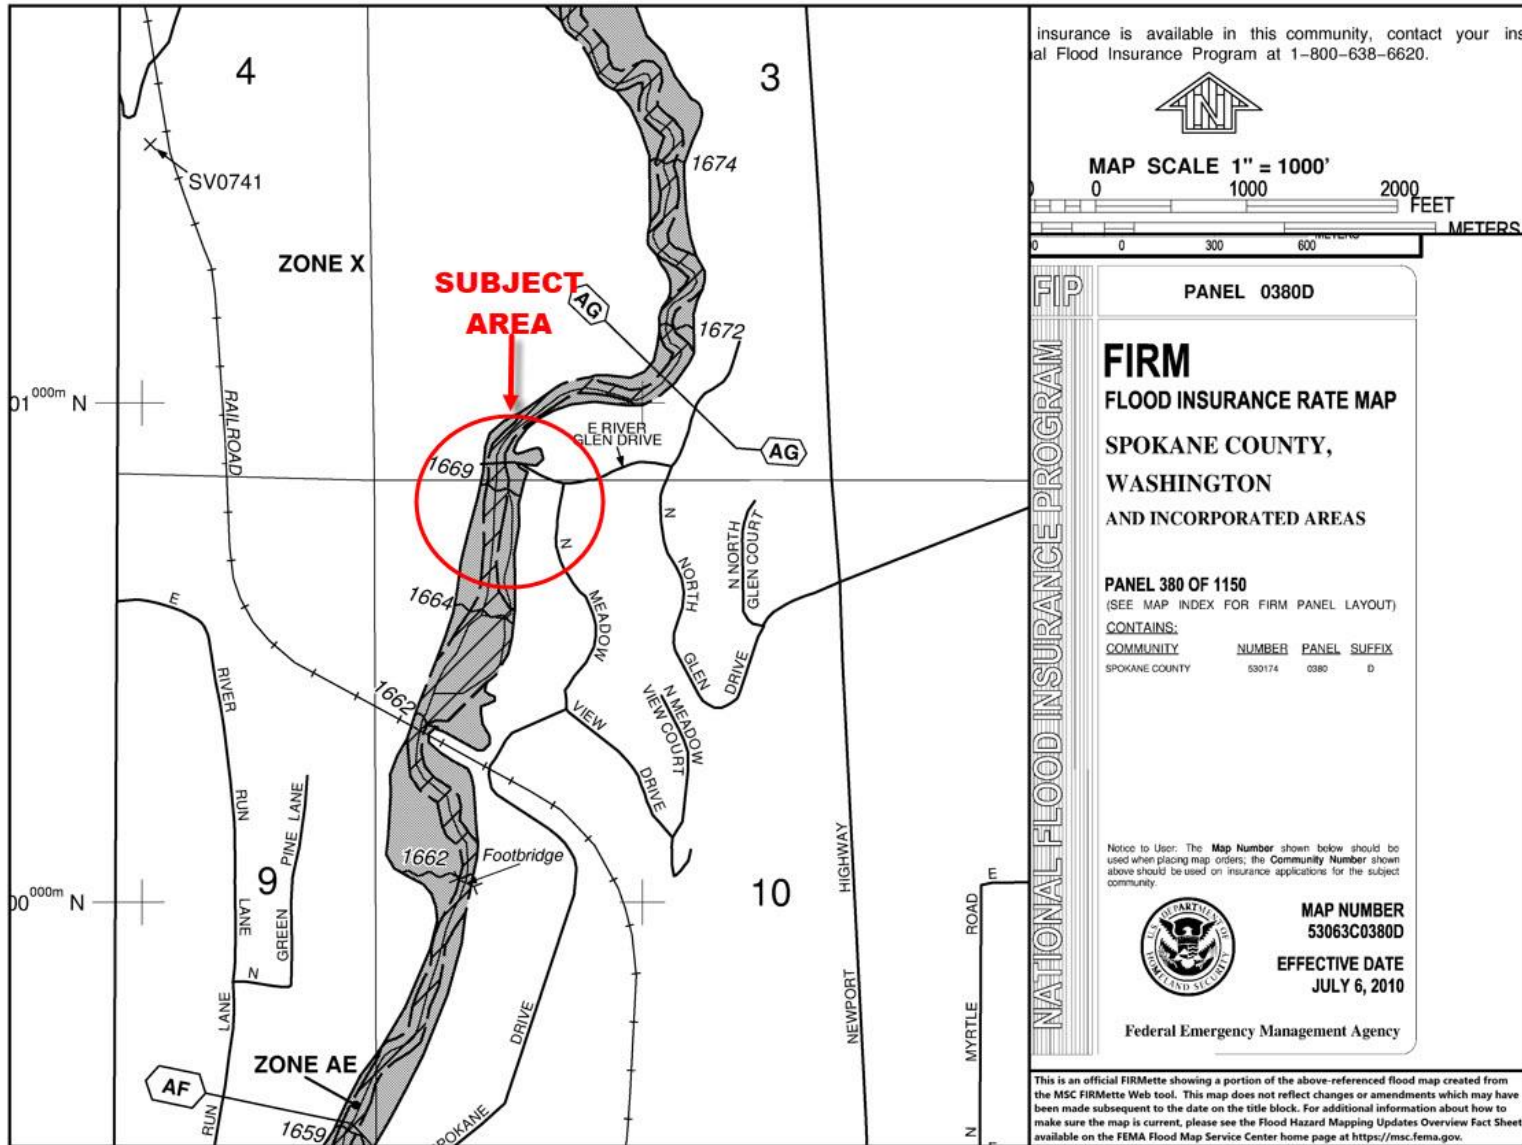 4
3
SV0741
1674
ZONE X
SUBJECT
AREA
AG
1672
RAILROAD
01 000m N
E RIVER
GLEN DRIVE
1669
AG
N
N
N NORTH
GLEN COURT
NORTH
MEADOW
1664
E
RIVER
GLEN
DRIVE
1662
N MEADOW
VIEW COURT
VIEW
DRIVE
RUN
PINE LANE
1662
Footbridge
HIGHWAY
9
00 000m N
10
LANE
GREEN
N
E
ROAD
MYRTLE
N
NEWPORT
LANE
DRIVE
ZONE AE
AF
RUN
1659
SPOKANE
insurance is available in this community, contact your ins
al Flood Insurance Program at 1-800-638-6620.
N
MAP SCALE 1" = 1000'
0 1000 2000
FEET
METERS
0 0 300 600
NFIP
NATIONAL FLOOD INSURANCE PROGRAM
PANEL 0380D
FIRM
FLOOD INSURANCE RATE MAP
SPOKANE COUNTY,
WASHINGTON
AND INCORPORATED AREAS
PANEL 380 OF 1150
(SEE MAP INDEX FOR FIRM PANEL LAYOUT)
CONTAINS:
COMMUNITY NUMBER PANEL SUFFIX
SPOKANE COUNTY 530174 0380 D
Notice to User: The Map Number shown below should be
used when placing map orders; the Community Number shown
above should be used on insurance applications for the subject
community.
U.S. DEPARTMENT OF
HOMELAND SECURITY
MAP NUMBER
53063C0380D
EFFECTIVE DATE
JULY 6, 2010
Federal Emergency Management Agency
This is an official FIRMette showing a portion of the above-referenced flood map created from
the MSC FIRMette Web tool. This map does not reflect changes or amendments which may have
been made subsequent to the date on the title block. For additional information about how to
make sure the map is current, please see the Flood Hazard Mapping Updates Overview Fact Sheet
available on the FEMA Flood Map Service Center home page at https://msc.fema.gov.